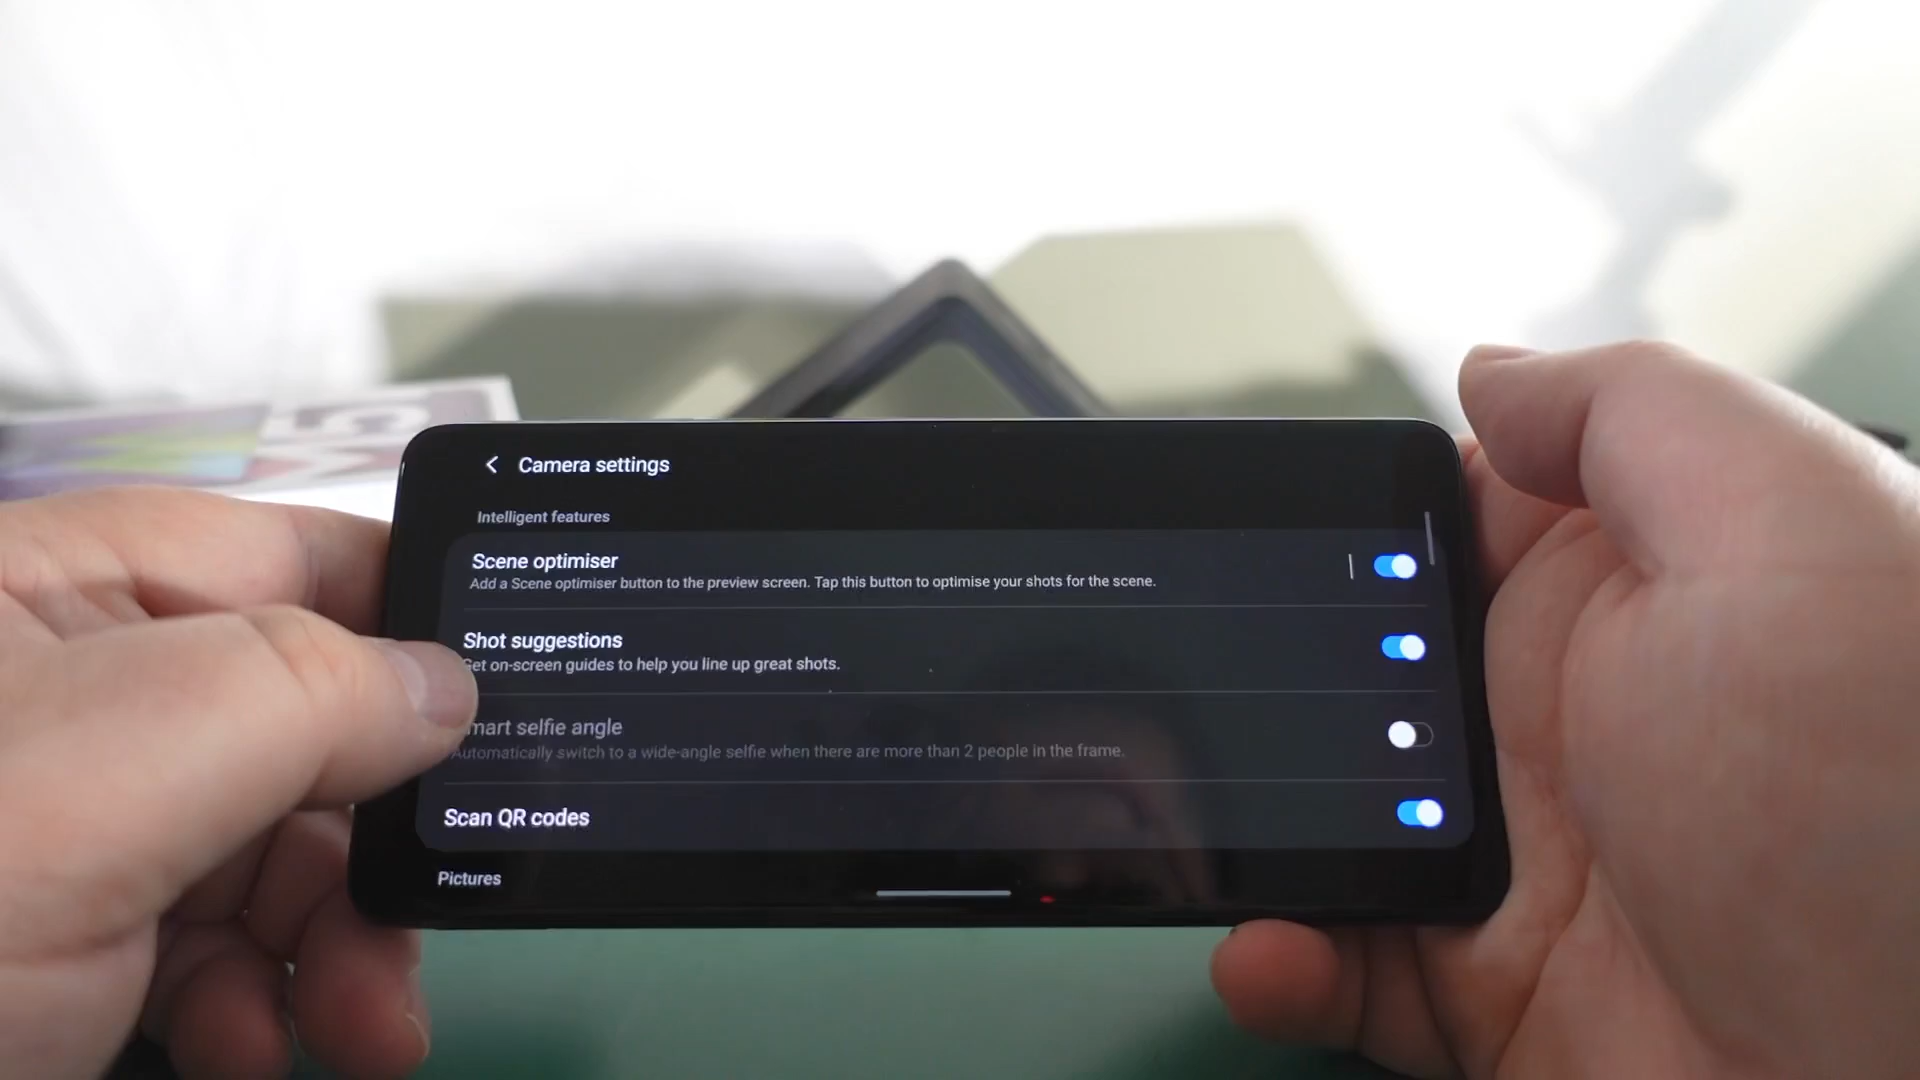 Camera settings
Intelligent features
Scene optimiser
Add a Scene optimiser button to the preview screen. Tap this button to optimise your shots for the scene.
Shot suggestions
Get on-screen guides to help you line up great shots.
mart selfie angle
Automatically switch to a wide-angle selfie when there are more than 2 people in the frame.
Scan QR codes
Pictures